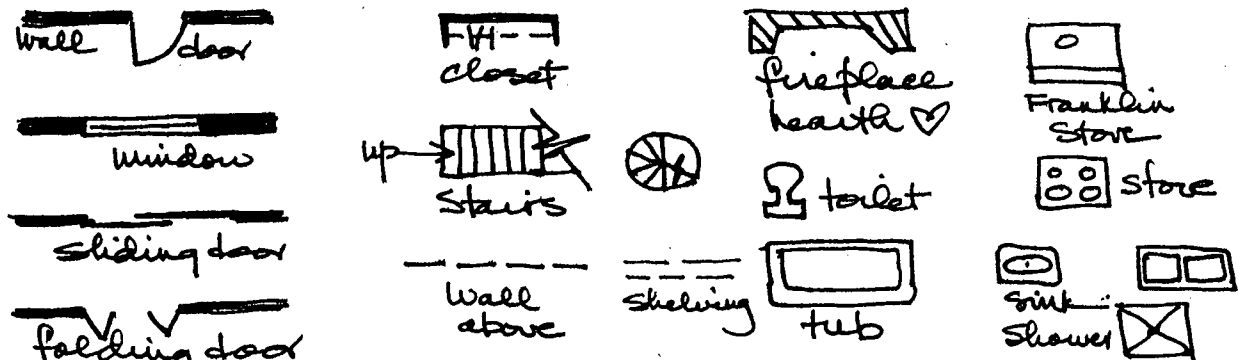 wall door
window
sliding door
folding door
closet
up
Stairs
Wall
above
shelving
fireplace
hearth
toilet
tub
Franklin
Stove
Stove
sink
shower